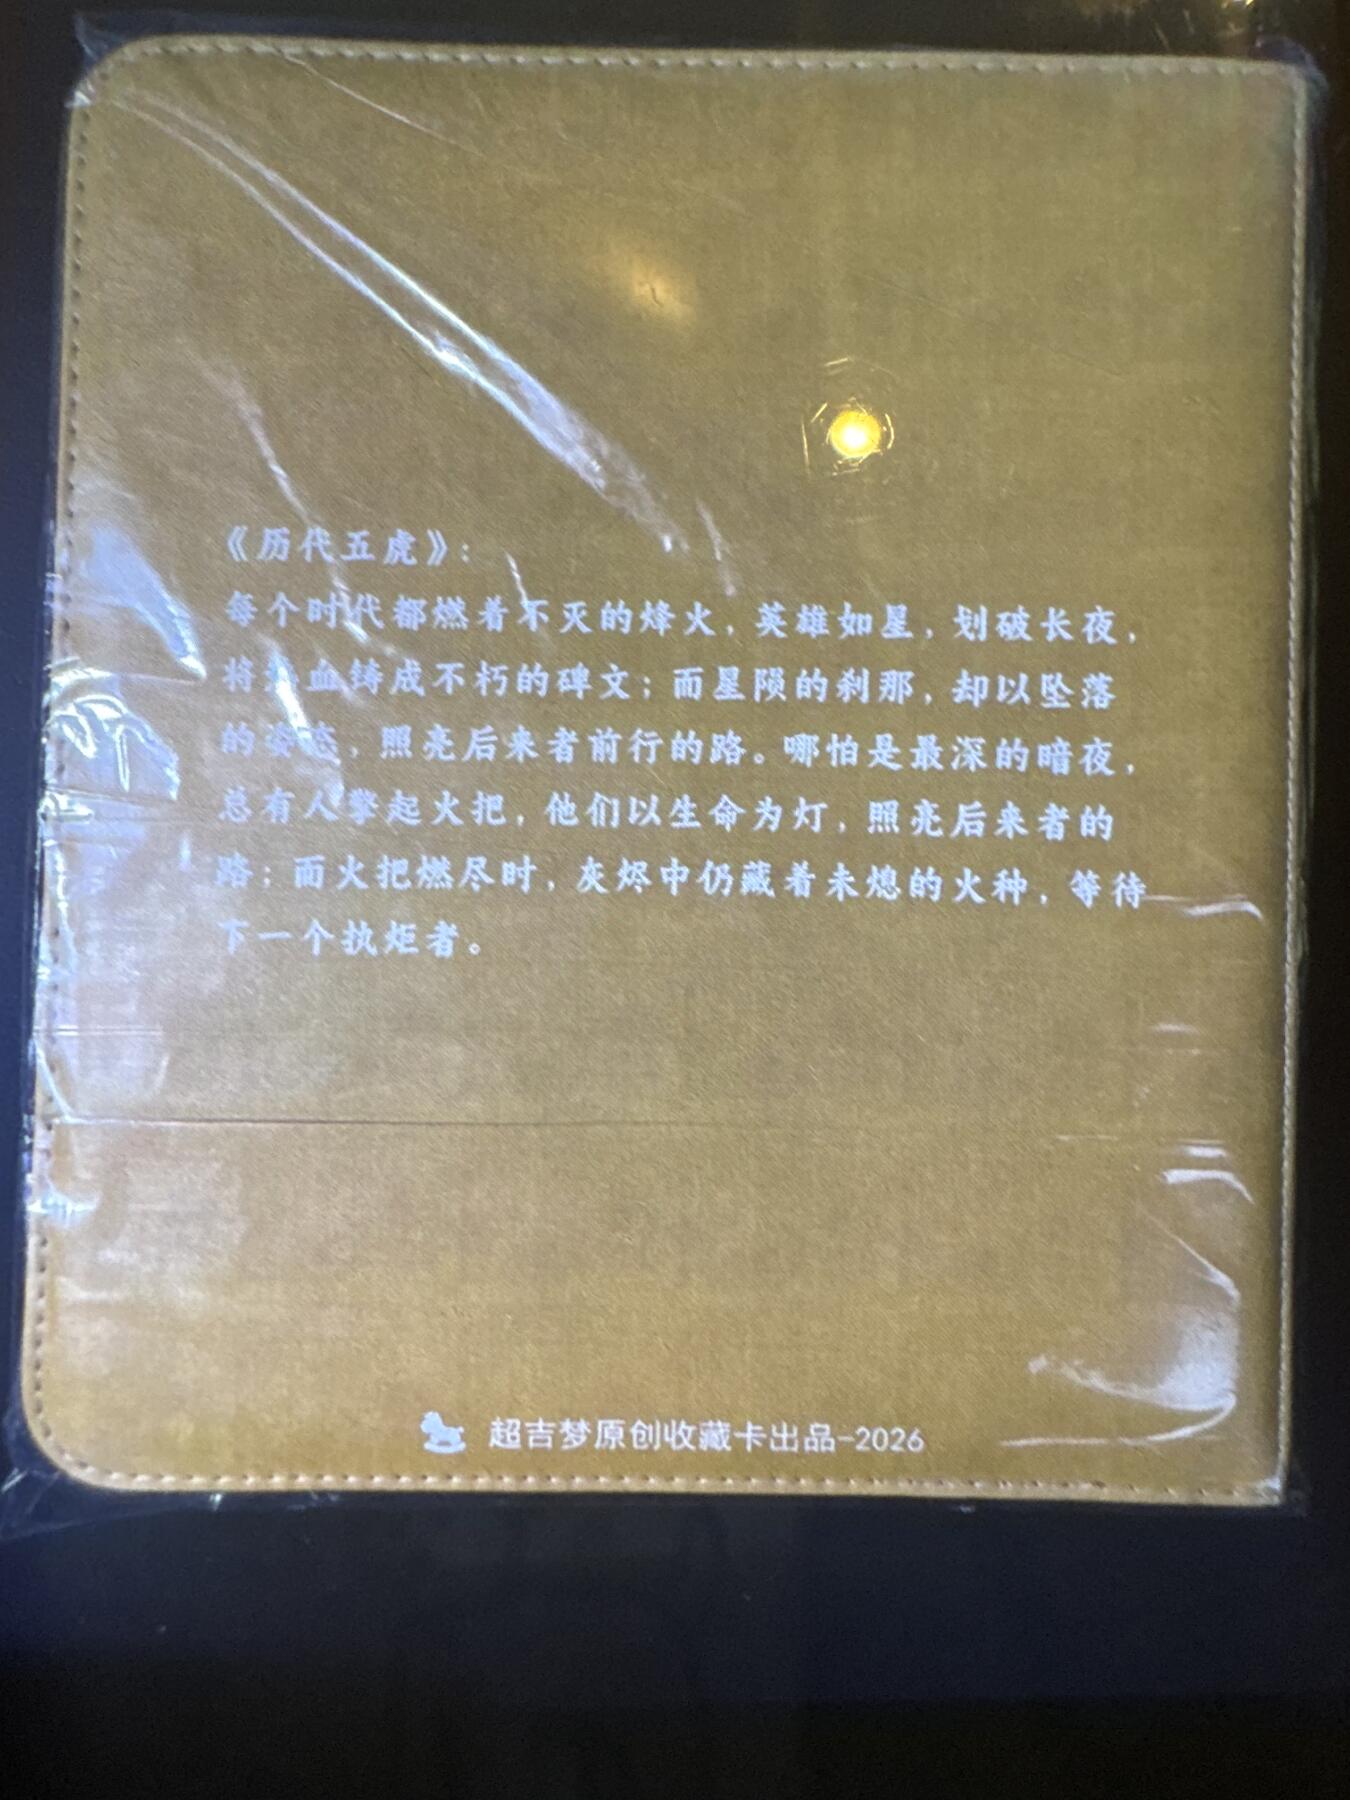 《历代五虎》：
每个时代都燃着不灭的烽火，英雄如星，划破长夜，
将热血铸成不朽的碑文；而星陨的刹那，却以坠落
的姿态，照亮后来者前行的路。哪怕是最深的暗夜，
总有人擎起火把，他们以生命为灯，照亮后来者的
路；而火把燃尽时，灰烬中仍藏着未熄的火种，等待
下一个执炬者。
超吉梦原创收藏卡出品-2026